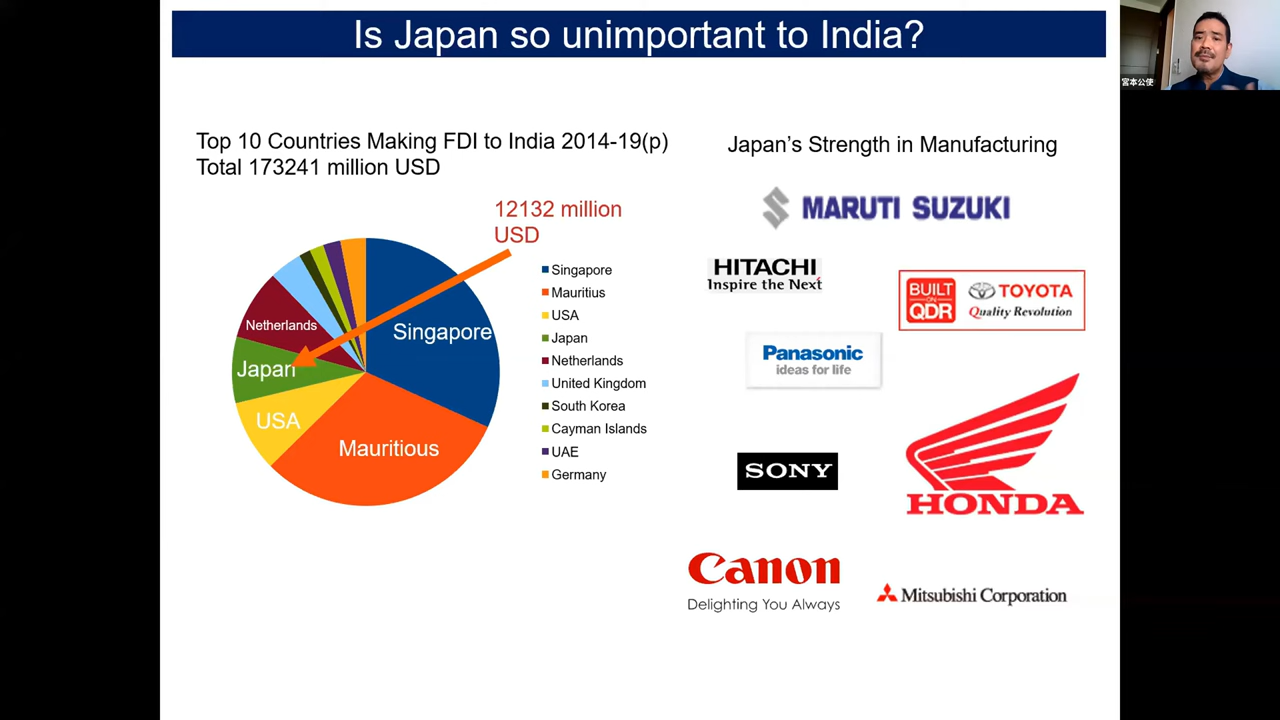 Is Japan so unimportant to India?
宮本公使
Top 10 Countries Making FDI to India 2014-19(p)
Total 173241 million USD
12132 million
USD
Singapore
Mauritious
USA
Japan
Netherlands
Singapore
Mauritius
USA
Japan
Netherlands
United Kingdom
South Korea
Cayman Islands
UAE
Germany
Japan's Strength in Manufacturing
MARUTI SUZUKI
HITACHI
Inspire the Next
BUILT
ON
QDR
TOYOTA
Quality Revolution
Panasonic
ideas for life
SONY
HONDA
Canon
Delighting You Always
Mitsubishi Corporation